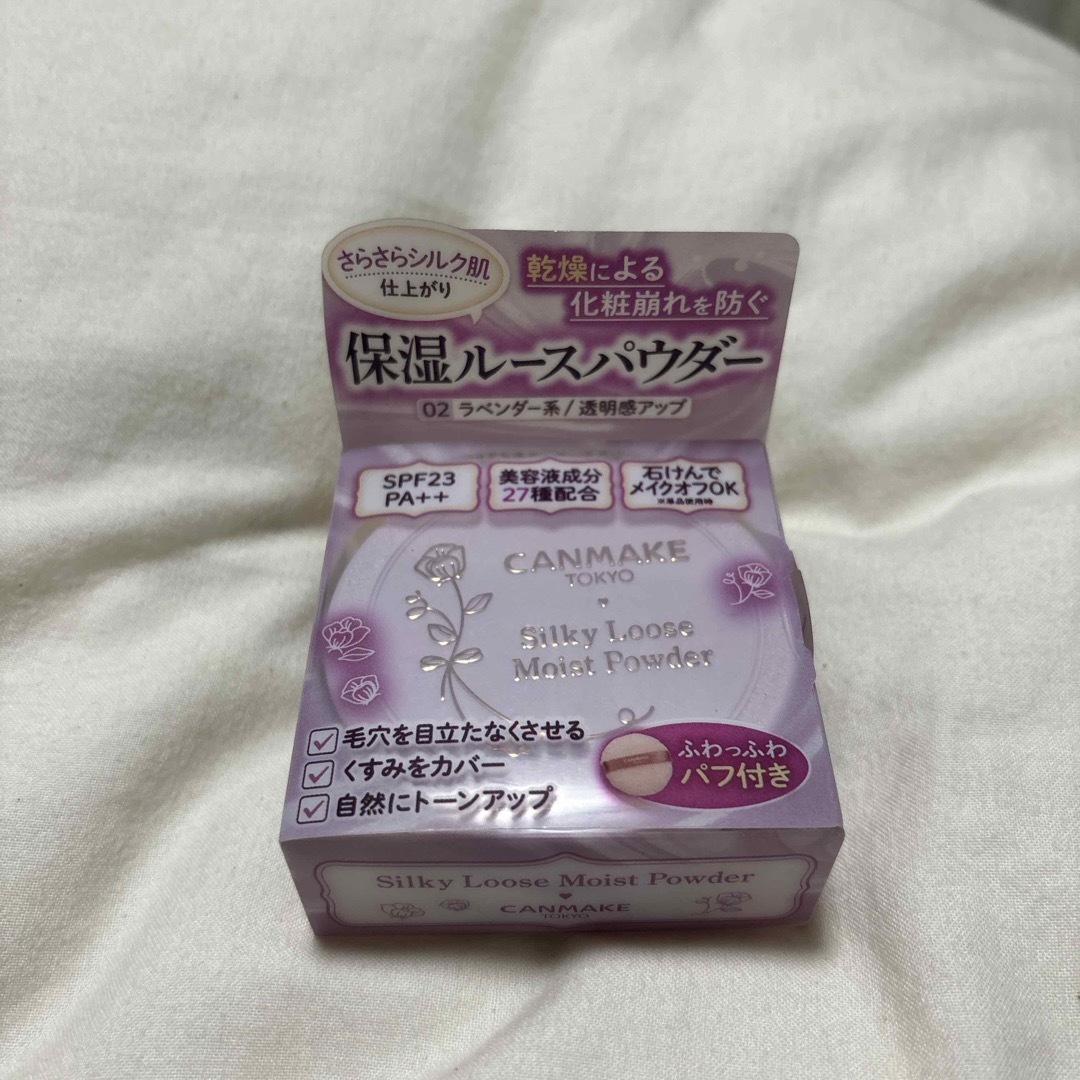 さらさらシルク肌
仕上がり
乾燥による
化粧崩れを防ぐ
保湿ルースパウダー
02 ラベンダー系/透明感アップ
SPF23
PA++
美容液成分
27種配合
石けんで
メイクオフOK
※単品使用時
CANMAKE
TOKYO
Silky Loose
Moist Powder
毛穴を目立たなくさせる
くすみをカバー
自然にトーンアップ
ふわっふわ
パフ付き
Silky Loose Moist Powder
CANMAKE
TOKYO